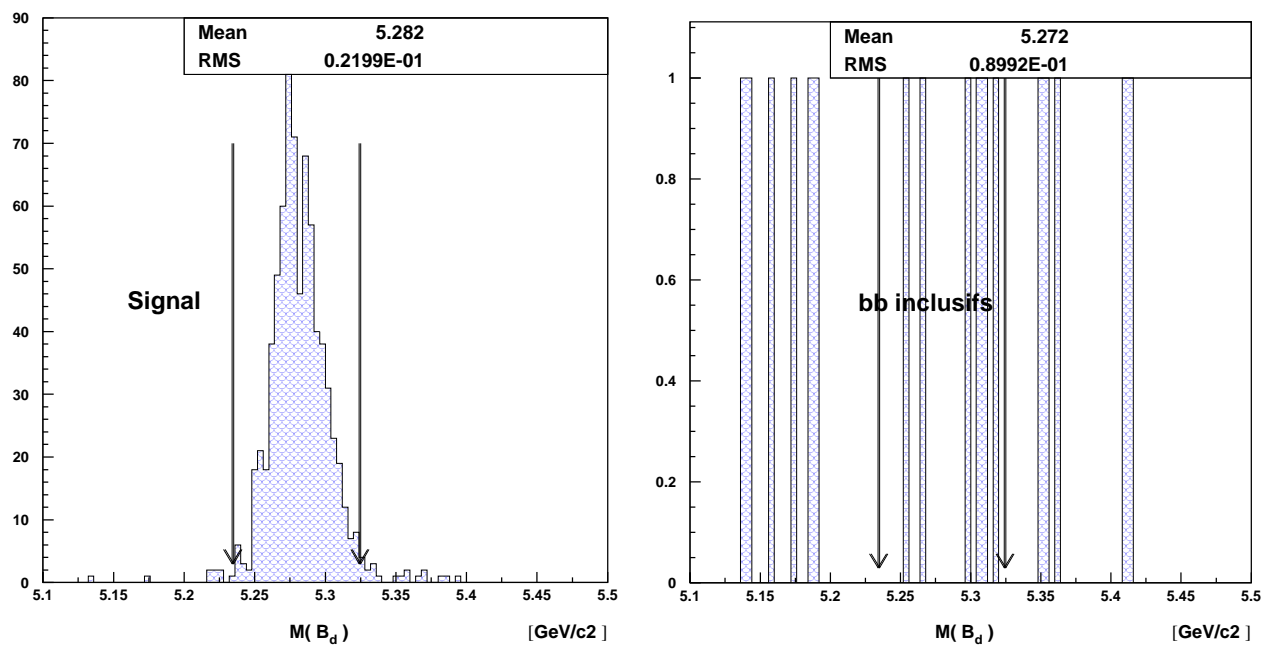 Mean 5.282
RMS 0.2199E-01
90
80
70
60
50
40
30
20
10
0
Signal
5.1 5.15 5.2 5.25 5.3 5.35 5.4 5.45 5.5
M( B_d ) [GeV/c2 ]
Mean 5.272
RMS 0.8992E-01
1
0.8
0.6
0.4
0.2
0
bb inclusifs
5.1 5.15 5.2 5.25 5.3 5.35 5.4 5.45 5.5
M( B_d ) [GeV/c2 ]